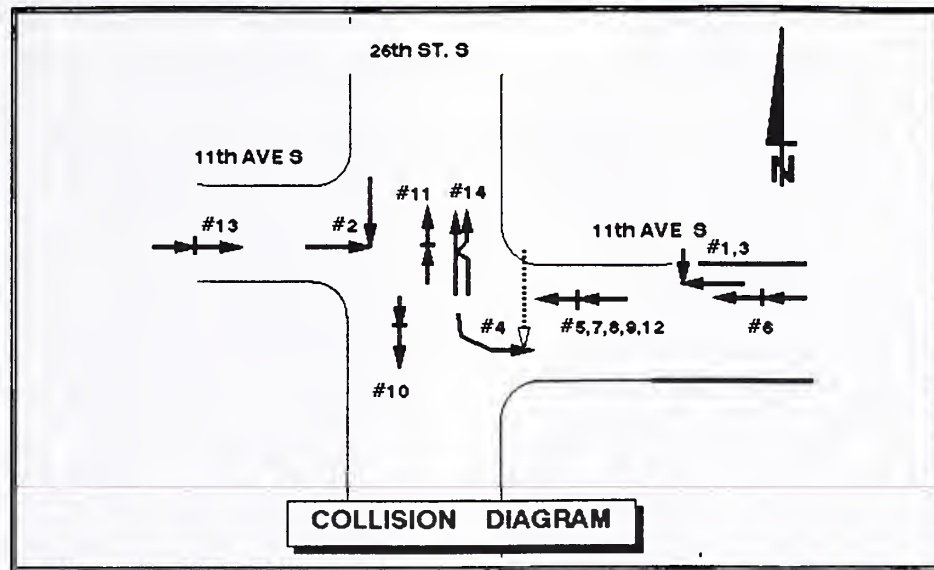 26th ST. S
N
11th AVE S
#11 #14
#13
#2
11th AVE S
#1,3
#4
#5,7,8,9,12
#6
#10
COLLISION DIAGRAM